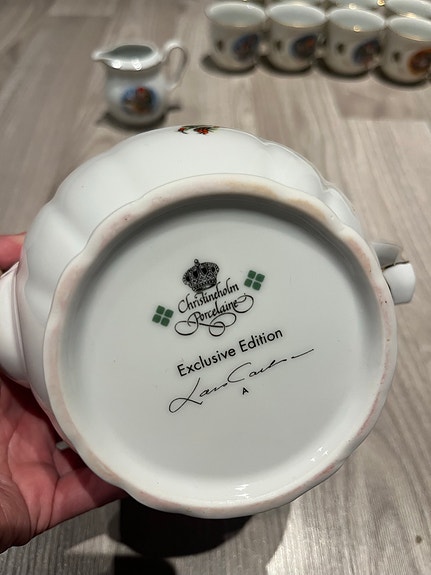 Christineholm
Porcelaine
Exclusive Edition
A